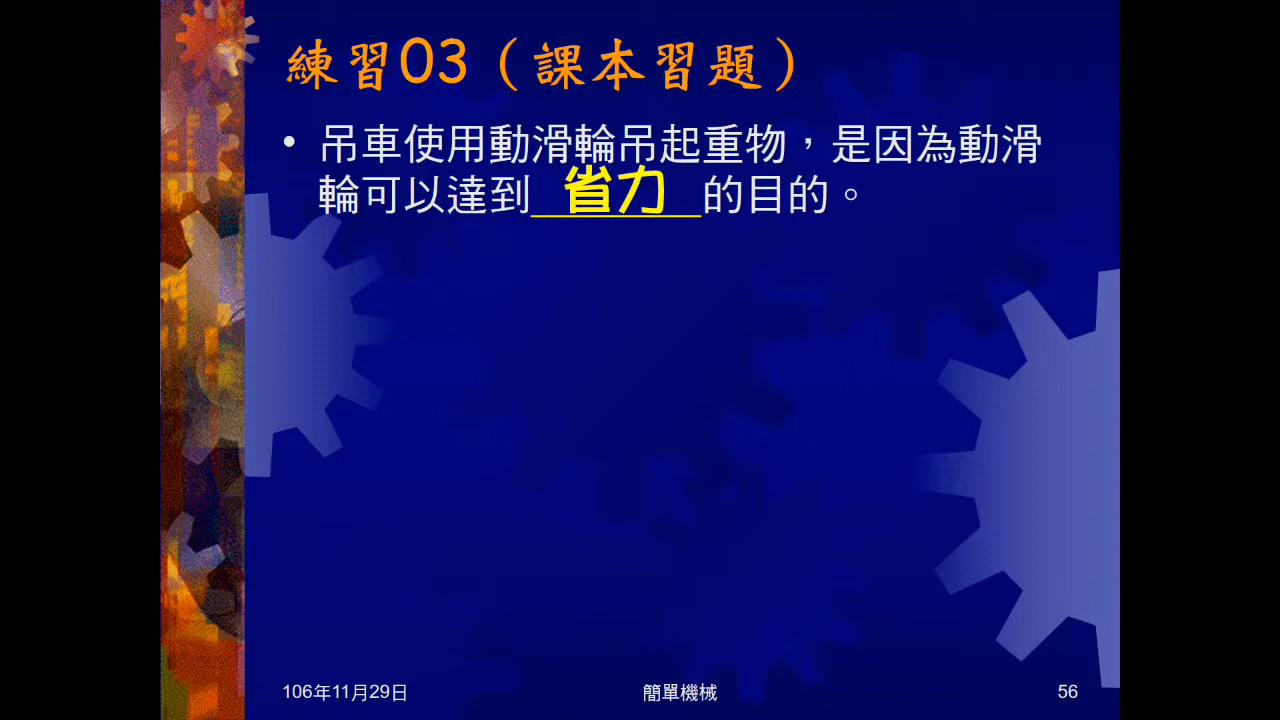 練習03（課本習題）
• 吊車使用動滑輪吊起重物，是因為動滑
輪可以達到 省力 的目的。
106年11月29日 簡單機械 56